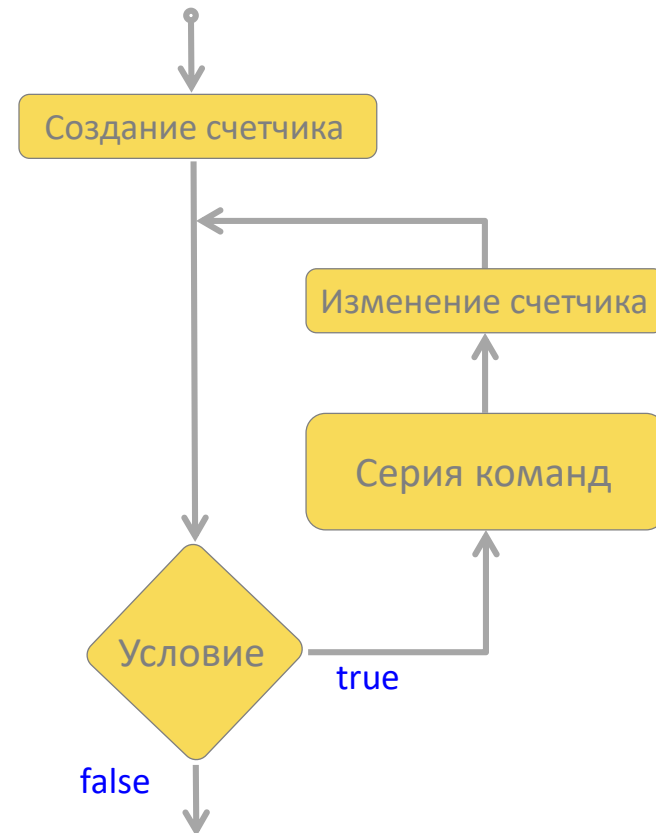 Создание счетчика
Изменение счетчика
Серия команд
Условие
true
false